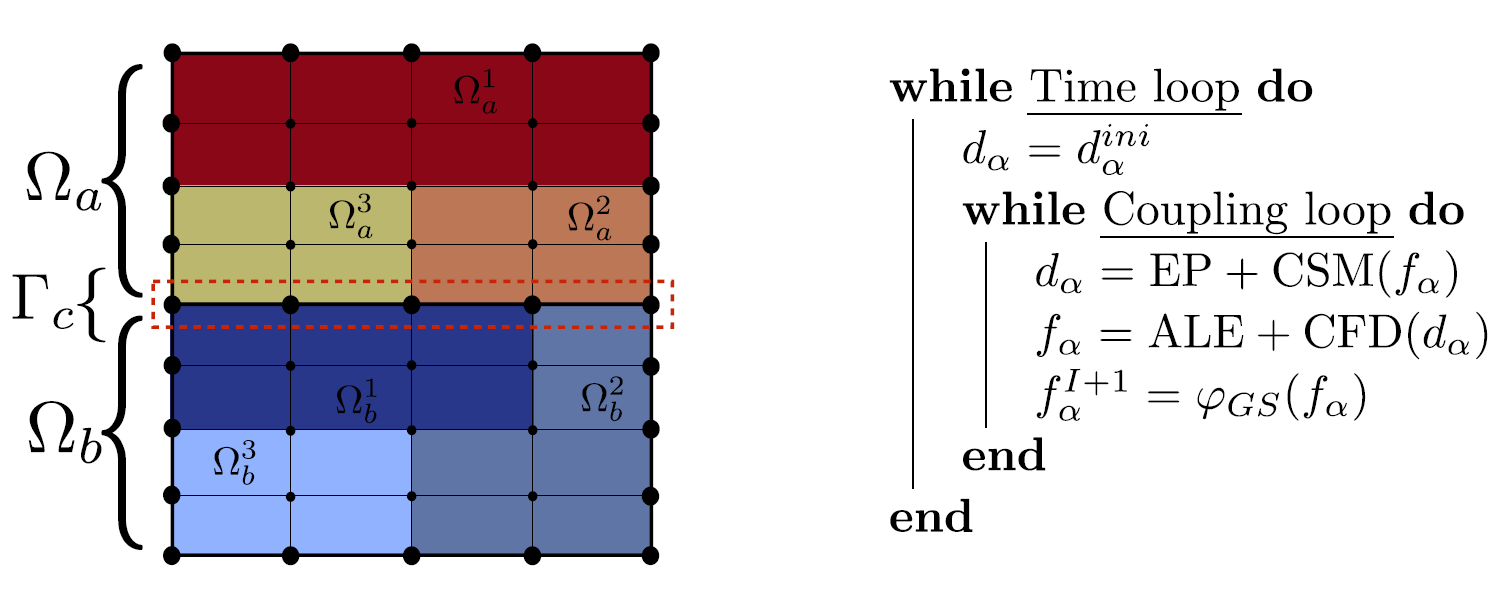 Ω_a
Γ_c
Ω_b
Ω_a^1
Ω_a^3
Ω_a^2
Ω_b^1
Ω_b^2
Ω_b^3
while Time loop do
d_α = d_α^{ini}
while Coupling loop do
d_α = EP + CSM(f_α)
f_α = ALE + CFD(d_α)
f_α^{I+1} = φ_{GS}(f_α)
end
end